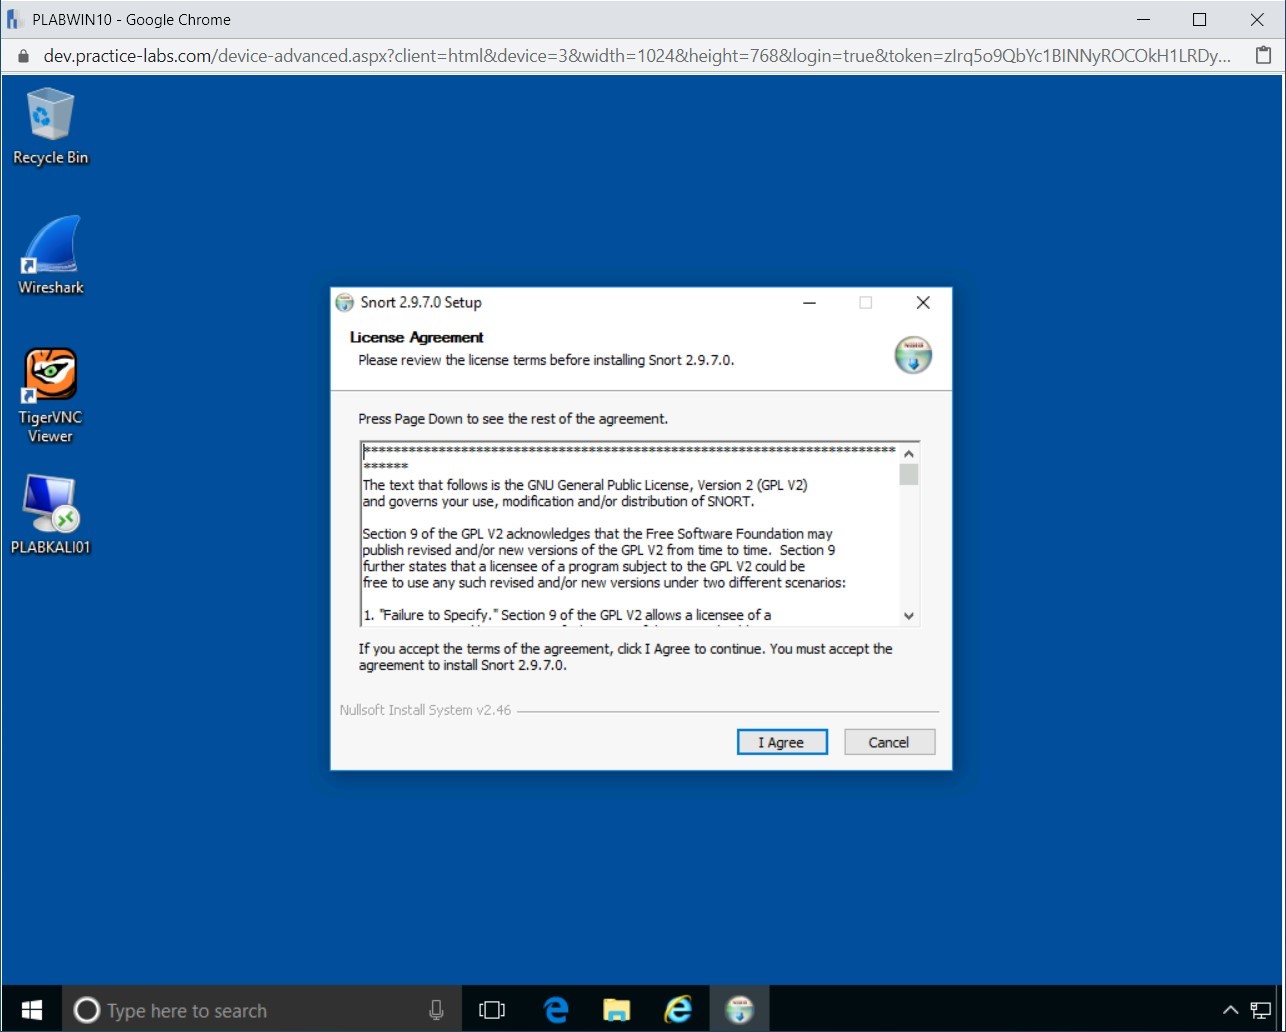 PLABWIN10 - Google Chrome
dev.practice-labs.com/device-advanced.aspx?client=html&device=3&width=1024&height=768&login=true&token=zIrq5o9QbYc1BINNyROCOkH1LRDy...
Recycle Bin
Wireshark
TigerVNC
Viewer
PLABKALI01
Snort 2.9.7.0 Setup
License Agreement
Please review the license terms before installing Snort 2.9.7.0.
Press Page Down to see the rest of the agreement.
***********************************************************************
******
The text that follows is the GNU General Public License, Version 2 (GPL V2)
and governs your use, modification and/or distribution of SNORT.
Section 9 of the GPL V2 acknowledges that the Free Software Foundation may
publish revised and/or new versions of the GPL V2 from time to time.  Section 9
further states that a licensee of a program subject to the GPL V2 could be
free to use any such revised and/or new versions under two different scenarios:
1. "Failure to Specify." Section 9 of the GPL V2 allows a licensee of a
If you accept the terms of the agreement, click I Agree to continue. You must accept the
agreement to install Snort 2.9.7.0.
Nullsoft Install System v2.46
I Agree
Cancel
Type here to search